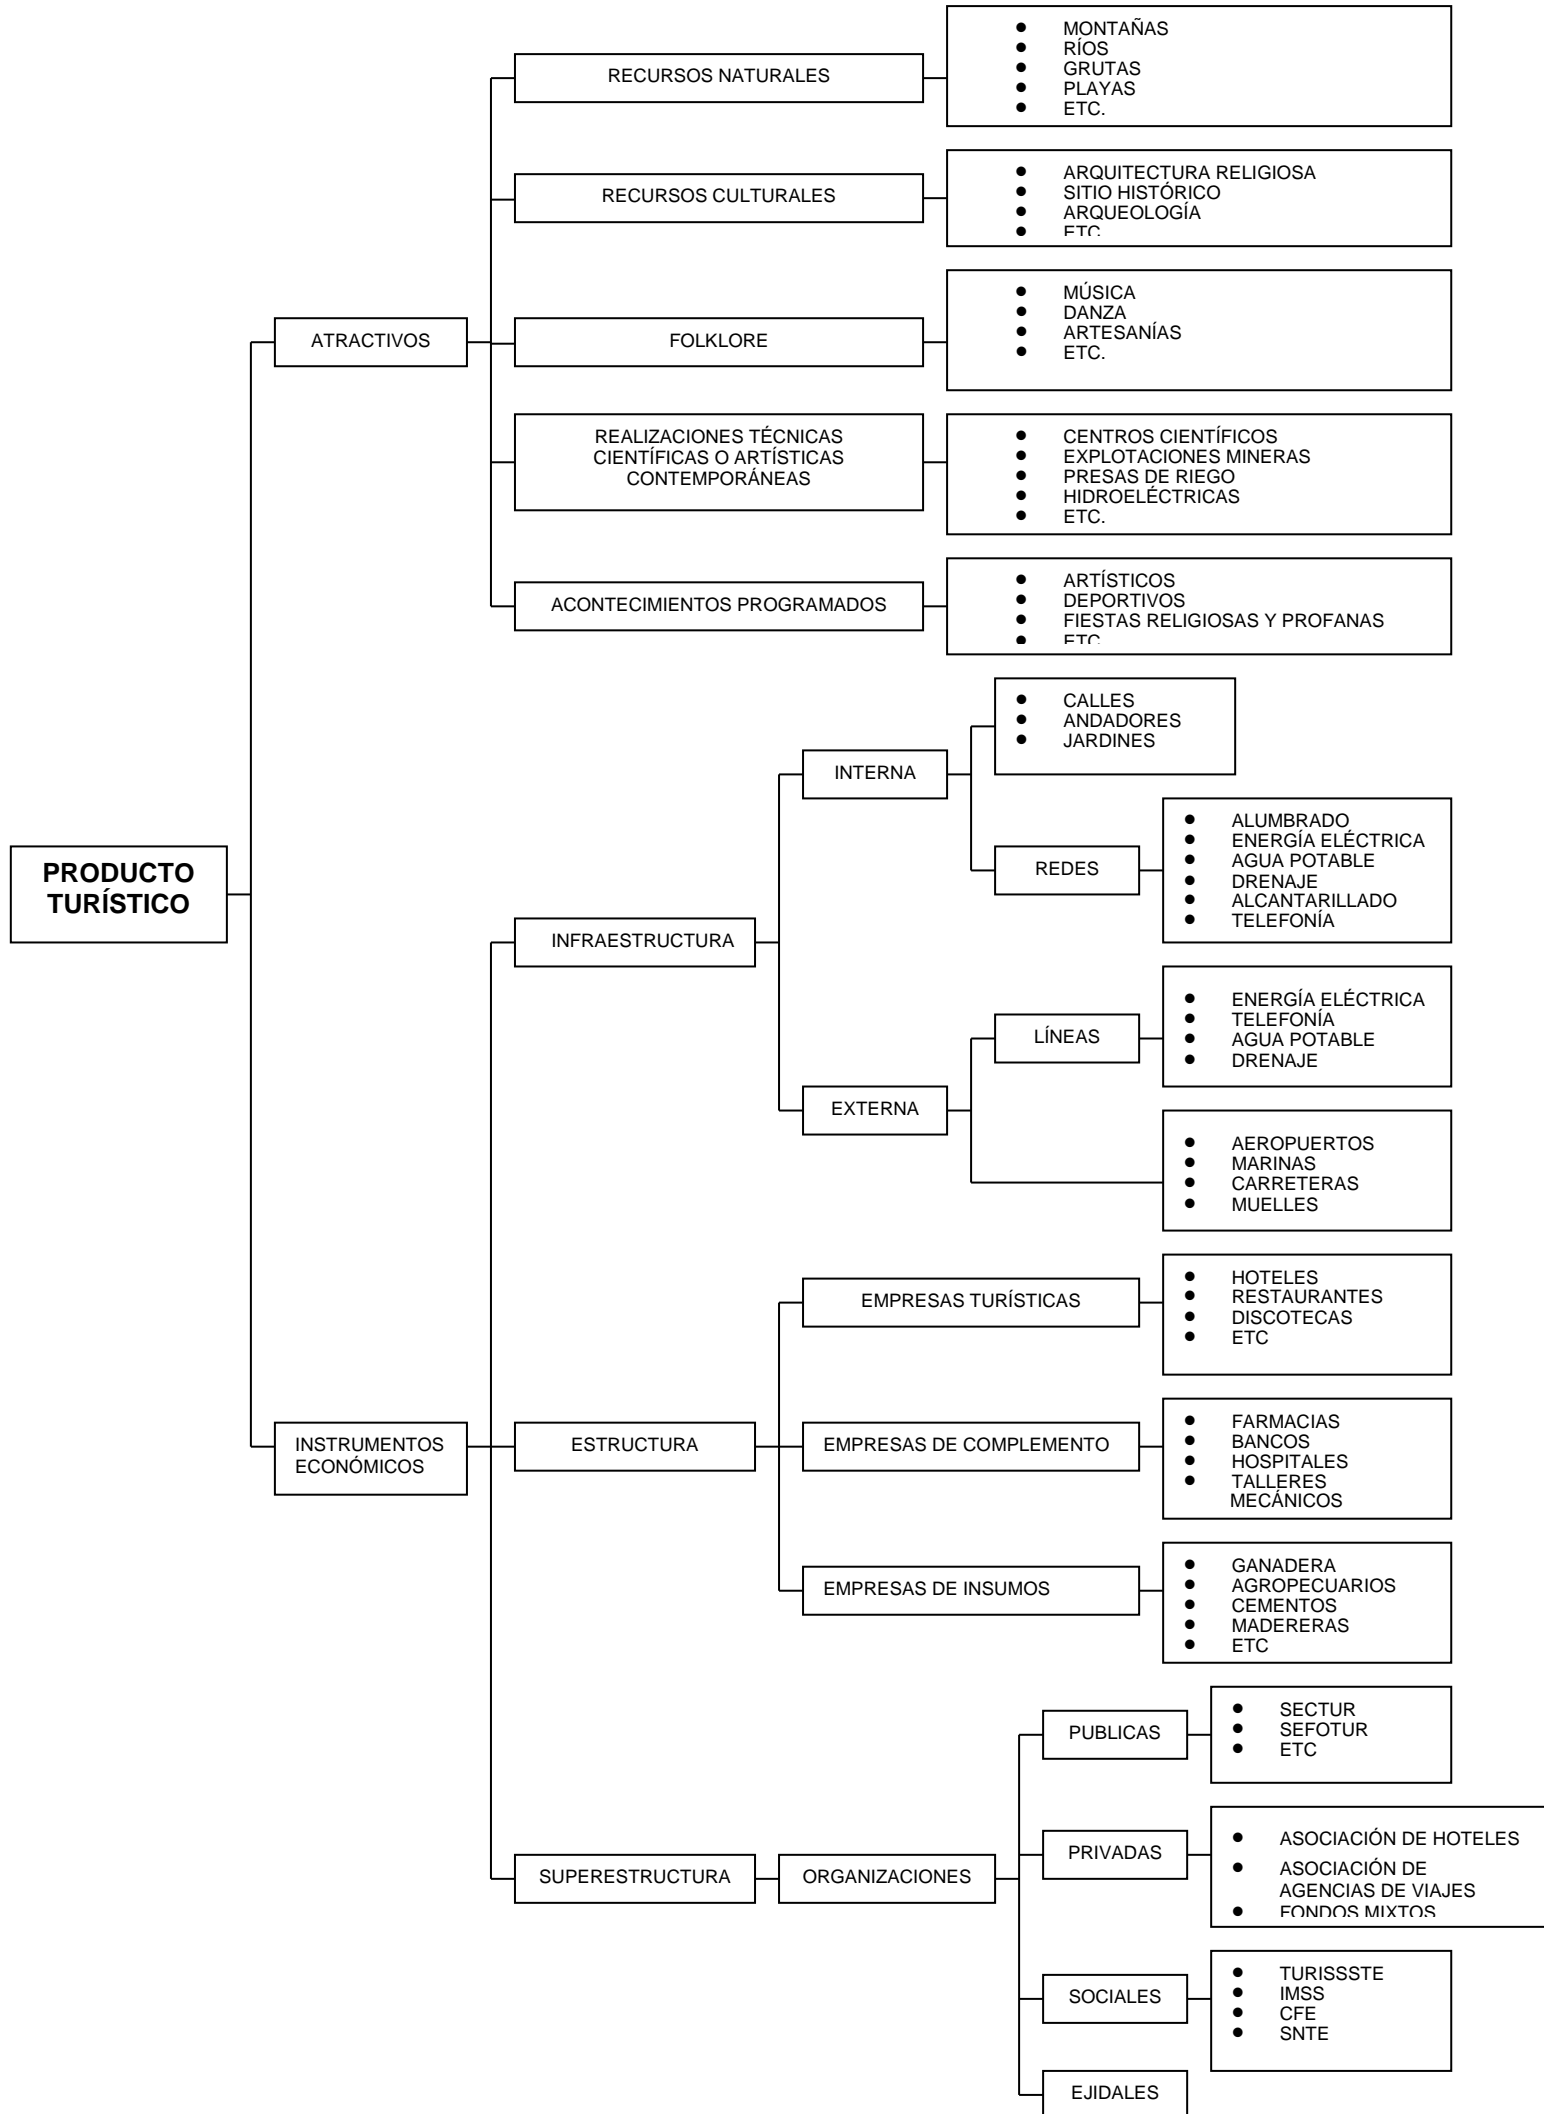 MONTAÑAS
RÍOS
GRUTAS
PLAYAS
ETC.
RECURSOS NATURALES
ARQUITECTURA RELIGIOSA
SITIO HISTÓRICO
ARQUEOLOGÍA
ETC
RECURSOS CULTURALES
MÚSICA
DANZA
ARTESANÍAS
ETC.
ATRACTIVOS
FOLKLORE
REALIZACIONES TÉCNICAS
CIENTÍFICAS O ARTÍSTICAS
CONTEMPORÁNEAS
CENTROS CIENTÍFICOS
EXPLOTACIONES MINERAS
PRESAS DE RIEGO
HIDROELÉCTRICAS
ETC.
ACONTECIMIENTOS PROGRAMADOS
ARTÍSTICOS
DEPORTIVOS
FIESTAS RELIGIOSAS Y PROFANAS
ETC
CALLES
ANDADORES
JARDINES
INTERNA
REDES
ALUMBRADO
ENERGÍA ELÉCTRICA
AGUA POTABLE
DRENAJE
ALCANTARILLADO
TELEFONÍA
PRODUCTO
TURÍSTICO
INFRAESTRUCTURA
LÍNEAS
ENERGÍA ELÉCTRICA
TELEFONÍA
AGUA POTABLE
DRENAJE
EXTERNA
AEROPUERTOS
MARINAS
CARRETERAS
MUELLES
EMPRESAS TURÍSTICAS
HOTELES
RESTAURANTES
DISCOTECAS
ETC
INSTRUMENTOS
ECONÓMICOS
ESTRUCTURA
EMPRESAS DE COMPLEMENTO
FARMACIAS
BANCOS
HOSPITALES
TALLERES
MECÁNICOS
EMPRESAS DE INSUMOS
GANADERA
AGROPECUARIOS
CEMENTOS
MADERERAS
ETC
PUBLICAS
SECTUR
SEFOTUR
ETC
PRIVADAS
ASOCIACIÓN DE HOTELES
ASOCIACIÓN DE
AGENCIAS DE VIAJES
FONDOS MIXTOS
SUPERESTRUCTURA
ORGANIZACIONES
SOCIALES
TURISSSTE
IMSS
CFE
SNTE
EJIDALES